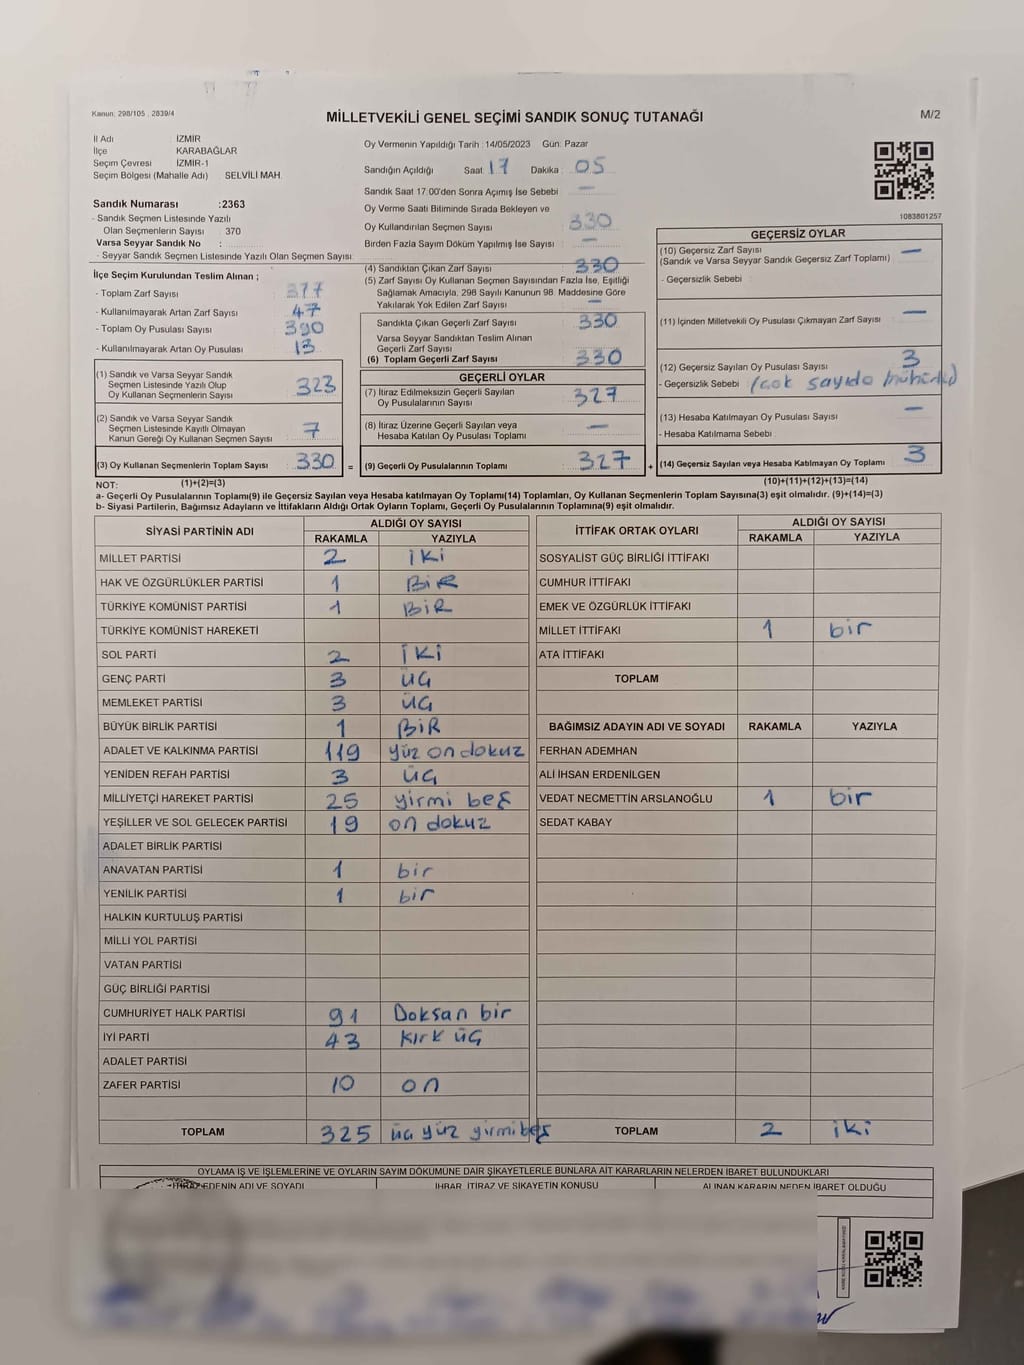 Kanun: 298/105 , 2839/4
MİLLETVEKİLİ GENEL SEÇİMİ SANDIK SONUÇ TUTANAĞI
M/2
İl Adı : İZMİR
İlçe : KARABAĞLAR
Seçim Çevresi : İZMİR-1
Seçim Bölgesi (Mahalle Adı) : SELVİLİ MAH.
Sandık Numarası :2363
- Sandık Seçmen Listesinde Yazılı
Olan Seçmenlerin Sayısı : 370
Varsa Seyyar Sandık No :
- Seyyar Sandık Seçmen Listesinde Yazılı Olan Seçmen Sayısı:
İlçe Seçim Kurulundan Teslim Alınan ;
- Toplam Zarf Sayısı : 377
- Kullanılmayarak Artan Zarf Sayısı : 47
- Toplam Oy Pusulası Sayısı : 390
- Kullanılmayarak Artan Oy Pusulası : 13
(1) Sandık ve Varsa Seyyar Sandık
Seçmen Listesinde Yazılı Olup
Oy Kullanan Seçmenlerin Sayısı : 323
(2) Sandık ve Varsa Seyyar Sandık
Seçmen Listesinde Kayıtlı Olmayan
Kanun Gereği Oy Kullanan Seçmen Sayısı : 7
(3) Oy Kullanan Seçmenlerin Toplam Sayısı : 330 =
Oy Vermenin Yapıldığı Tarih : 14/05/2023 Gün: Pazar
Sandığın Açıldığı Saat : 17 Dakika : 05
Sandık Saat 17:00'den Sonra Açımış İse Sebebi : —
Oy Verme Saati Bitiminde Sırada Bekleyen ve
Oy Kullandırılan Seçmen Sayısı : 330
Birden Fazla Sayım Döküm Yapılmış İse Sayısı : —
(4) Sandıktan Çıkan Zarf Sayısı : 330
(5) Zarf Sayısı Oy Kullanan Seçmen Sayısından Fazla İse, Eşitliği
Sağlamak Amacıyla, 298 Sayılı Kanunun 98. Maddesine Göre
Yakılarak Yok Edilen Zarf Sayısı : —
Sandıkta Çıkan Geçerli Zarf Sayısı : 330
Varsa Seyyar Sandıktan Teslim Alınan
Geçerli Zarf Sayısı :
(6) Toplam Geçerli Zarf Sayısı : 330
GEÇERLİ OYLAR
(7) İtiraz Edilmeksizin Geçerli Sayılan
Oy Pusulalarının Sayısı : 327
(8) İtiraz Üzerine Geçerli Sayılan veya
Hesaba Katılan Oy Pusulası Toplamı : —
(9) Geçerli Oy Pusulalarının Toplamı : 327 +
1083801257
GEÇERSİZ OYLAR
(10) Geçersiz Zarf Sayısı : —
(Sandık ve Varsa Seyyar Sandık Geçersiz Zarf Toplamı)
- Geçersizlik Sebebi :
(11) İçinden Milletvekili Oy Pusulası Çıkmayan Zarf Sayısı : —
(12) Geçersiz Sayılan Oy Pusulası Sayısı : 3
- Geçersizlik Sebebi : (çok sayıda mühürlü)
(13) Hesaba Katılmayan Oy Pusulası Sayısı : —
- Hesaba Katılmama Sebebi :
(14) Geçersiz Sayılan veya Hesaba Katılmayan Oy Toplamı : 3
NOT: (1)+(2)=(3)
(10)+(11)+(12)+(13)=(14)
a- Geçerli Oy Pusulalarının Toplamı(9) ile Geçersiz Sayılan veya Hesaba katılmayan Oy Toplamı(14) Toplamları, Oy Kullanan Seçmenlerin Toplam Sayısına(3) eşit olmalıdır. (9)+(14)=(3)
b- Siyasi Partilerin, Bağımsız Adayların ve İttifakların Aldığı Ortak Oyların Toplamı, Geçerli Oy Pusulalarının Toplamına(9) eşit olmalıdır.
SİYASİ PARTİNİN ADI ALDIĞI OY SAYISI
RAKAMLA YAZIYLA
MİLLET PARTİSİ 2 İKİ
HAK VE ÖZGÜRLÜKLER PARTİSİ 1 BİR
TÜRKİYE KOMÜNİST PARTİSİ 1 BİR
TÜRKİYE KOMÜNİST HAREKETİ
SOL PARTİ 2 İKİ
GENÇ PARTİ 3 ÜÇ
MEMLEKET PARTİSİ 3 ÜÇ
BÜYÜK BİRLİK PARTİSİ 1 BİR
ADALET VE KALKINMA PARTİSİ 119 yüz on dokuz
YENİDEN REFAH PARTİSİ 3 ÜÇ
MİLLİYETÇİ HAREKET PARTİSİ 25 yirmi beş
YEŞİLLER VE SOL GELECEK PARTİSİ 19 on dokuz
ADALET BİRLİK PARTİSİ
ANAVATAN PARTİSİ 1 bir
YENİLİK PARTİSİ 1 bir
HALKIN KURTULUŞ PARTİSİ
MİLLİ YOL PARTİSİ
VATAN PARTİSİ
GÜÇ BİRLİĞİ PARTİSİ
CUMHURİYET HALK PARTİSİ 91 Doksan bir
İYİ PARTİ 43 KIRK ÜÇ
ADALET PARTİSİ
ZAFER PARTİSİ 10 on
TOPLAM 325 üç yüz yirmibeş
İTTİFAK ORTAK OYLARI ALDIĞI OY SAYISI
RAKAMLA YAZIYLA
SOSYALİST GÜÇ BİRLİĞİ İTTİFAKI
CUMHUR İTTİFAKI
EMEK VE ÖZGÜRLÜK İTTİFAKI
MİLLET İTTİFAKI 1 bir
ATA İTTİFAKI
TOPLAM
BAĞIMSIZ ADAYIN ADI VE SOYADI RAKAMLA YAZIYLA
FERHAN ADEMHAN
ALİ İHSAN ERDENİLGEN
VEDAT NECMETTİN ARSLANOĞLU 1 bir
SEDAT KABAY
TOPLAM 2 iki
OYLAMA İŞ VE İŞLEMLERİNE VE OYLARIN SAYIM DÖKÜMÜNE DAİR ŞİKAYETLERLE BUNLARA AİT KARARLARIN NELERDEN İBARET BULUNDUKLARI
İHBAR, İTİRAZ VE ŞİKAYETİN KONUSU
ALINAN KARARIN NEDEN İBARET OLDUĞU